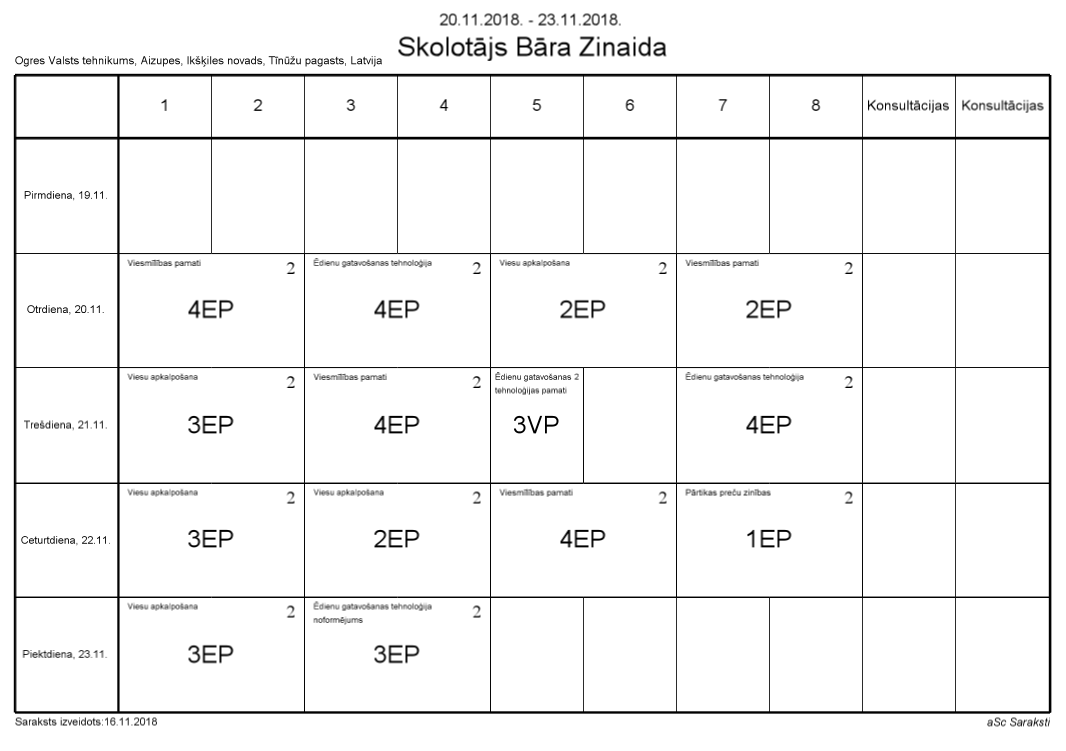 20.11.2018. - 23.11.2018.
Skolotājs Bāra Zinaida
Ogres Valsts tehnikums, Aizupes, Ikšķiles novads, Tīnūžu pagasts, Latvija
1 2 3 4 5 6 7 8 Konsultācijas Konsultācijas
Pirmdiena, 19.11.
Viesmīlības pamati 2 Ēdienu gatavošanas tehnoloģija 2 Viesu apkalpošana 2 Viesmīlības pamati 2
Otrdiena, 20.11. 4EP 4EP 2EP 2EP
Viesu apkalpošana 2 Viesmīlības pamati 2 Ēdienu gatavošanas 2 Ēdienu gatavošanas tehnoloģija 2
tehnoloģijas pamati
Trešdiena, 21.11. 3EP 4EP 3VP 4EP
Viesu apkalpošana 2 Viesu apkalpošana 2 Viesmīlības pamati 2 Pārtikas preču zinības 2
Ceturtdiena, 22.11. 3EP 2EP 4EP 1EP
Viesu apkalpošana 2 Ēdienu gatavošanas tehnoloģija 2
noformējums
Piektdiena, 23.11. 3EP 3EP
Saraksts izveidots:16.11.2018 aSc Saraksti